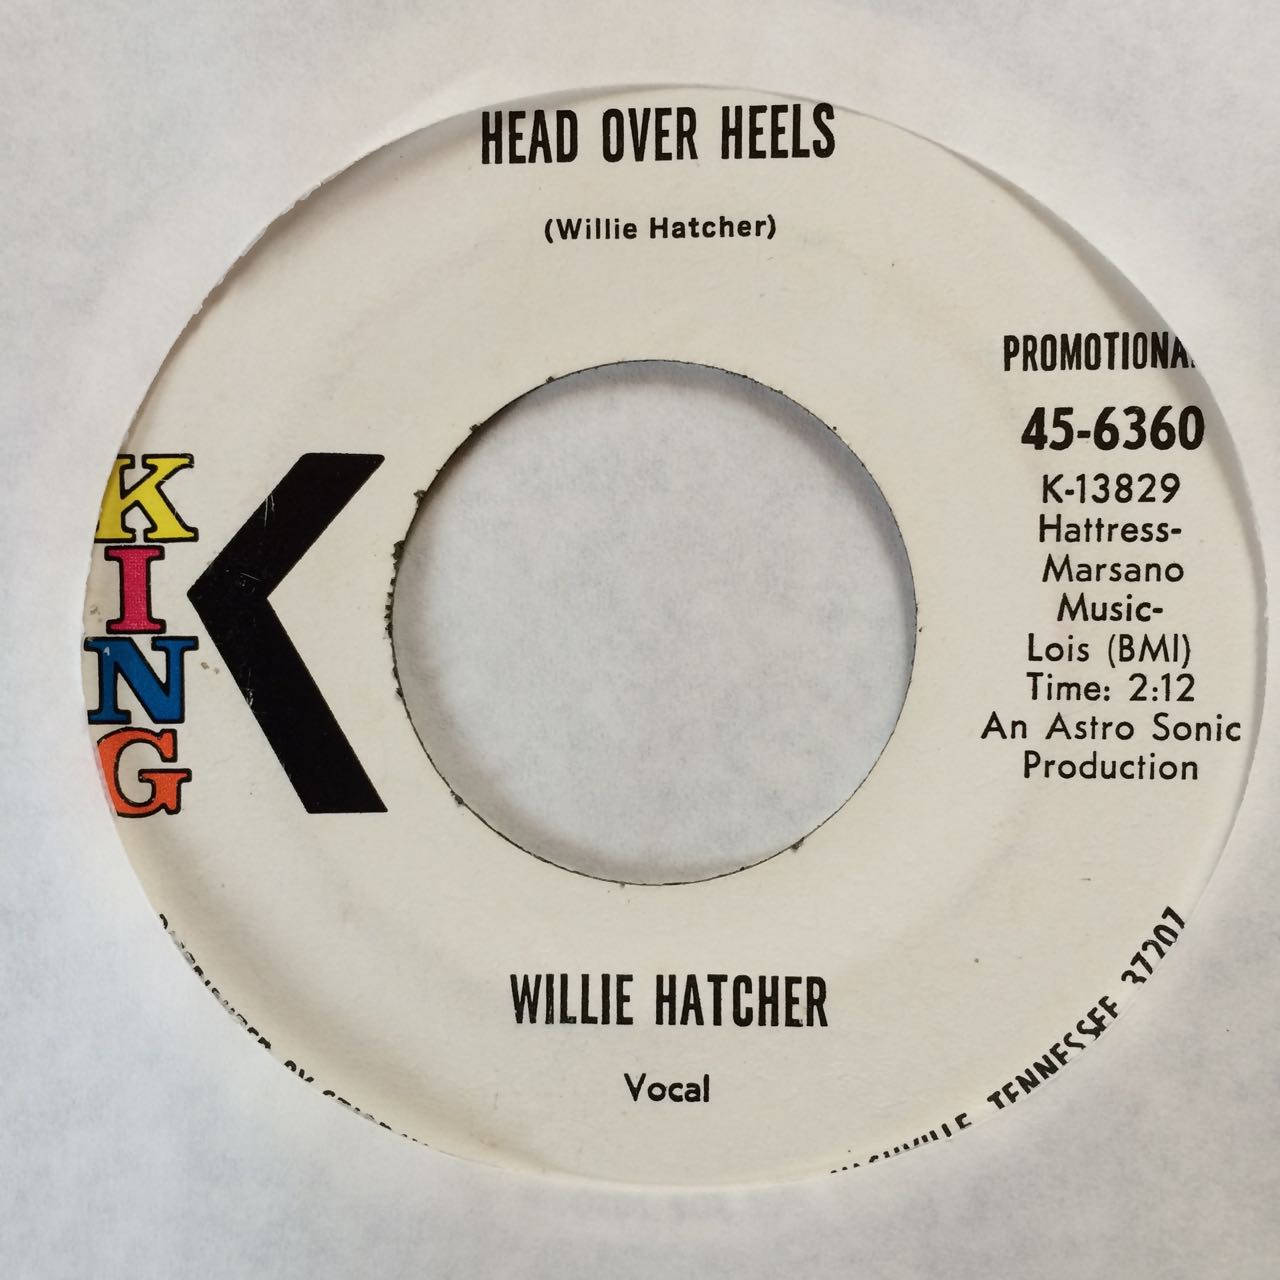 HEAD OVER HEELS
(Willie Hatcher)
PROMOTIONA
45-6360
K-13829
Hattress-
Marsano
Music-
Lois (BMI)
Time: 2:12
An Astro Sonic
Production
KING
K
WILLIE HATCHER
Vocal
NASHVILLE, TENNESSEE 37207